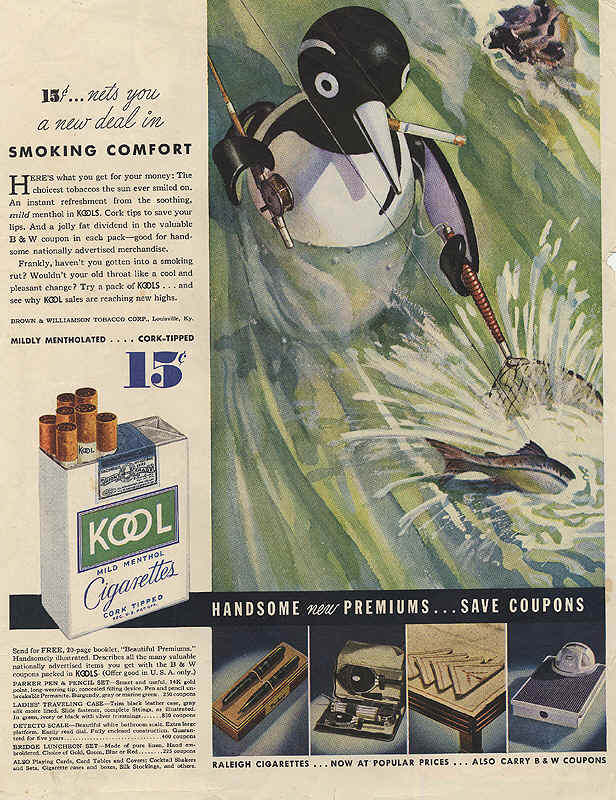 15¢...nets you
a new deal in
SMOKING COMFORT
HERE'S what you get for your money: The
choicest tobaccos the sun ever smiled on.
An instant refreshment from the soothing,
mild menthol in KOOLS. Cork tips to save your
lips. And a jolly fat dividend in the valuable
B & W coupon in each pack—good for hand-
some nationally advertised merchandise.
Frankly, haven't you gotten into a smoking
rut? Wouldn't your old throat like a cool and
pleasant change? Try a pack of KOOLS . . . and
see why KOOL sales are reaching new highs.
BROWN & WILLIAMSON TOBACCO CORP., Louisville, Ky.
MILDLY MENTHOLATED . . . . CORK-TIPPED
15¢
KOOL
KOOL
MILD MENTHOL
Cigarettes
CORK TIPPED
REG. U.S. PAT. OFF.
HANDSOME new PREMIUMS...SAVE COUPONS
Send for FREE, 20-page booklet, "Beautiful Premiums."
Handsomely illustrated. Describes all the many valuable
nationally advertised items you get with the B & W
coupons packed in KOOLS. (Offer good in U. S. A. only.)
PARKER PEN & PENCIL SET—Smart and useful. 14K gold
point, long-wearing tip; concealed filling device. Pen and pencil un-
breakable Permanite. Burgundy, gray or marine green . 250 coupons
LADIES' TRAVELING CASE—Trim black leather case, gray
silk moire lined. Slide fastener, complete fittings, as illustrated.
In green, ivory or black with silver trimmings.......850 coupons
DETECTO SCALE—Beautiful white bathroom scale. Extra large
platform. Easily read dial. Fully enclosed construction. Guaran-
teed for five years..................400 coupons
BRIDGE LUNCHEON SET—Made of pure linen. Hand em-
broidered. Choice of Gold, Green, Blue or Red......225 coupons
ALSO Playing Cards, Card Tables and Covers; Cocktail Shakers
and Sets, Cigarette cases and boxes, Silk Stockings, and others.
RALEIGH CIGARETTES ... NOW AT POPULAR PRICES ... ALSO CARRY B & W COUPONS